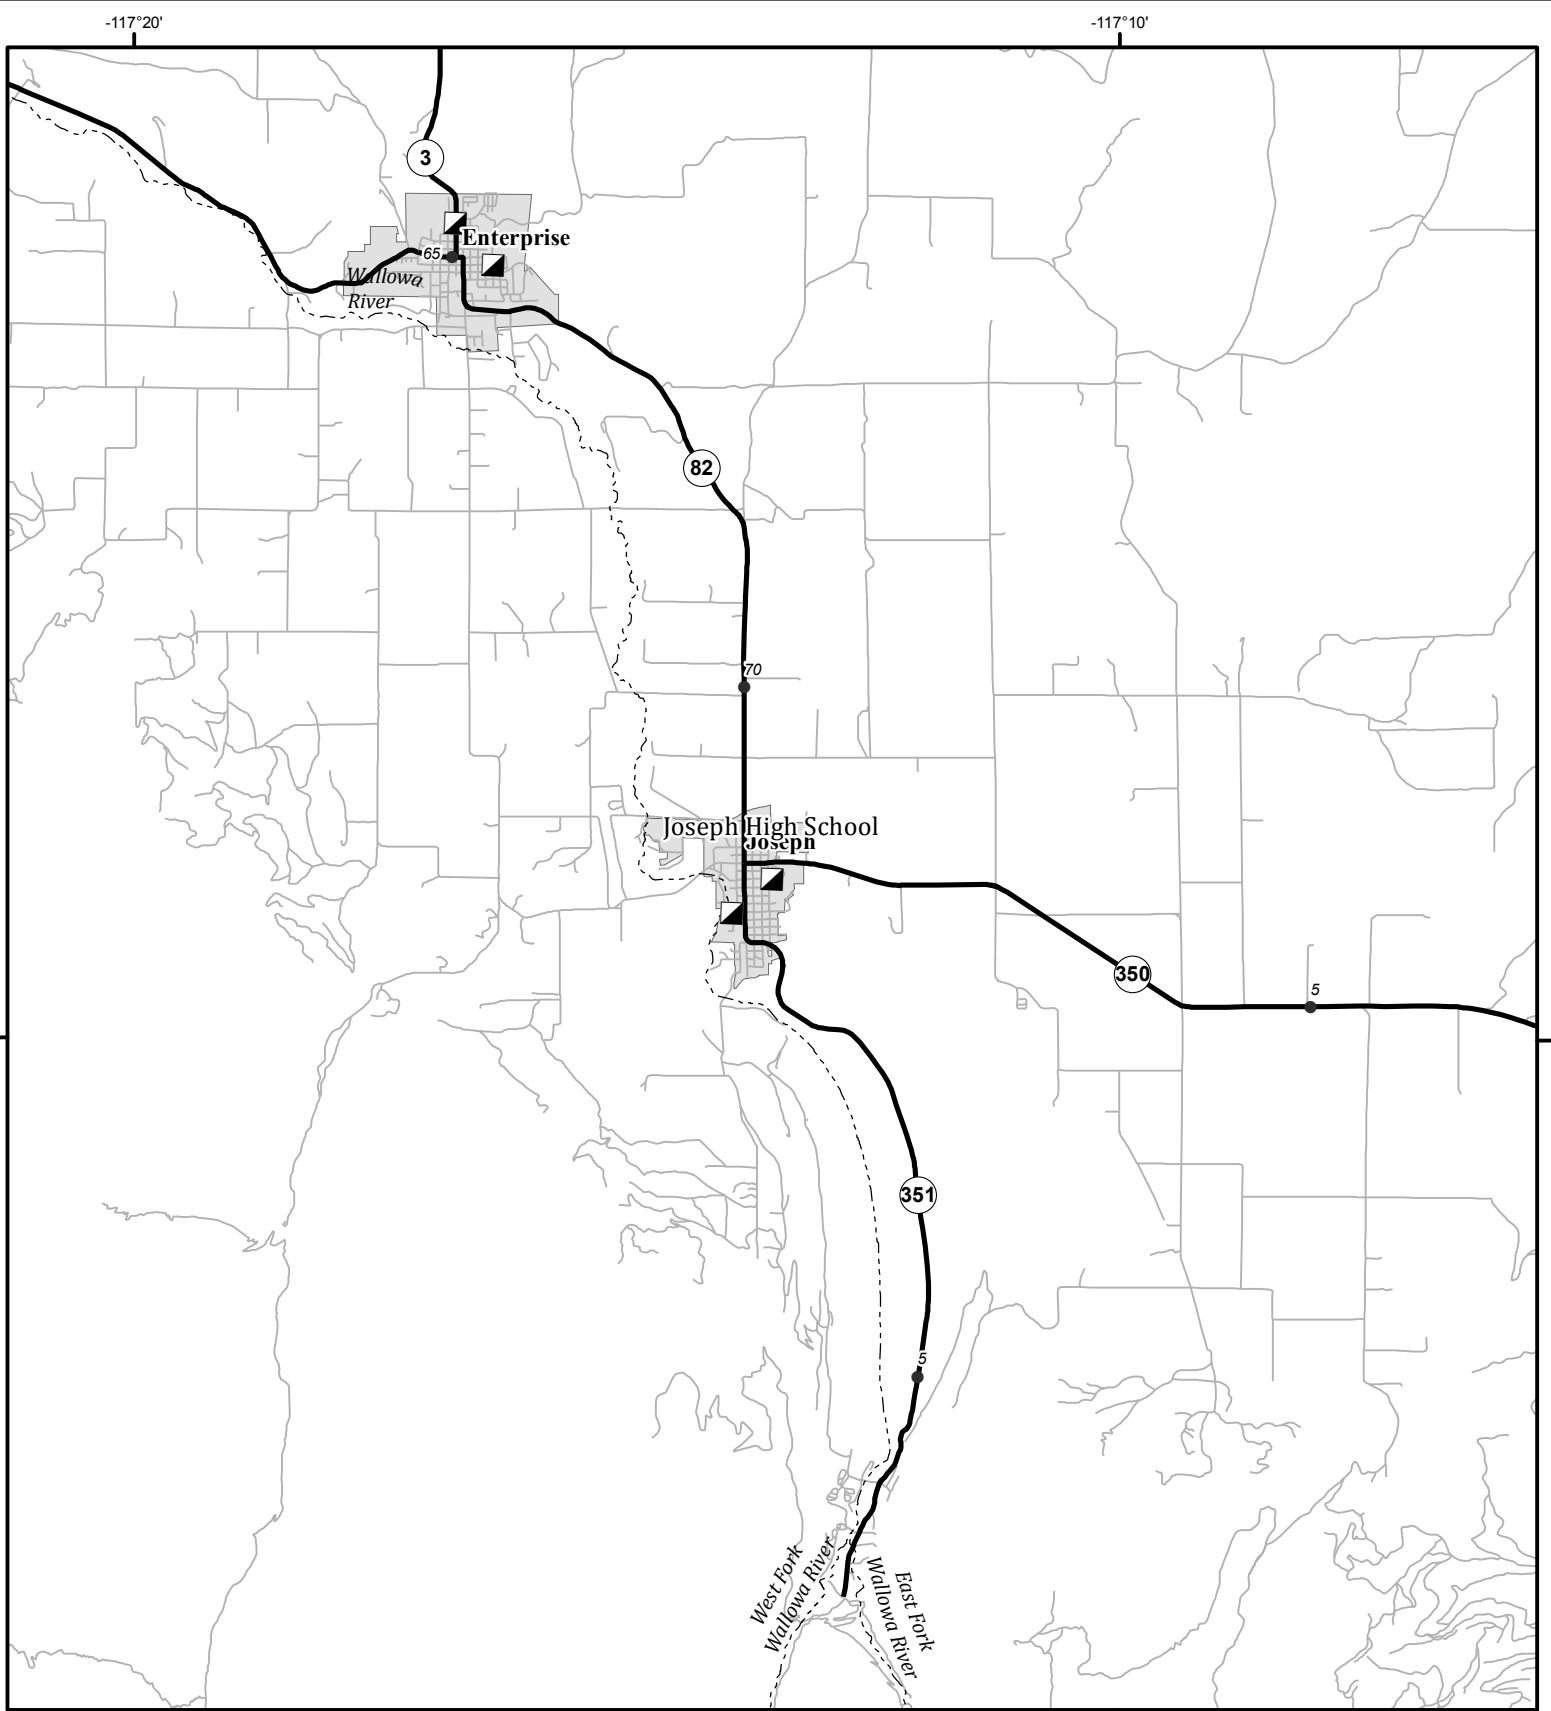 -117°20'
-117°10'
3
Enterprise
65
Wallowa
River
82
70
Joseph High School
Joseph
350
5
351
5
West Fork
Wallowa River
East Fork
Wallowa River